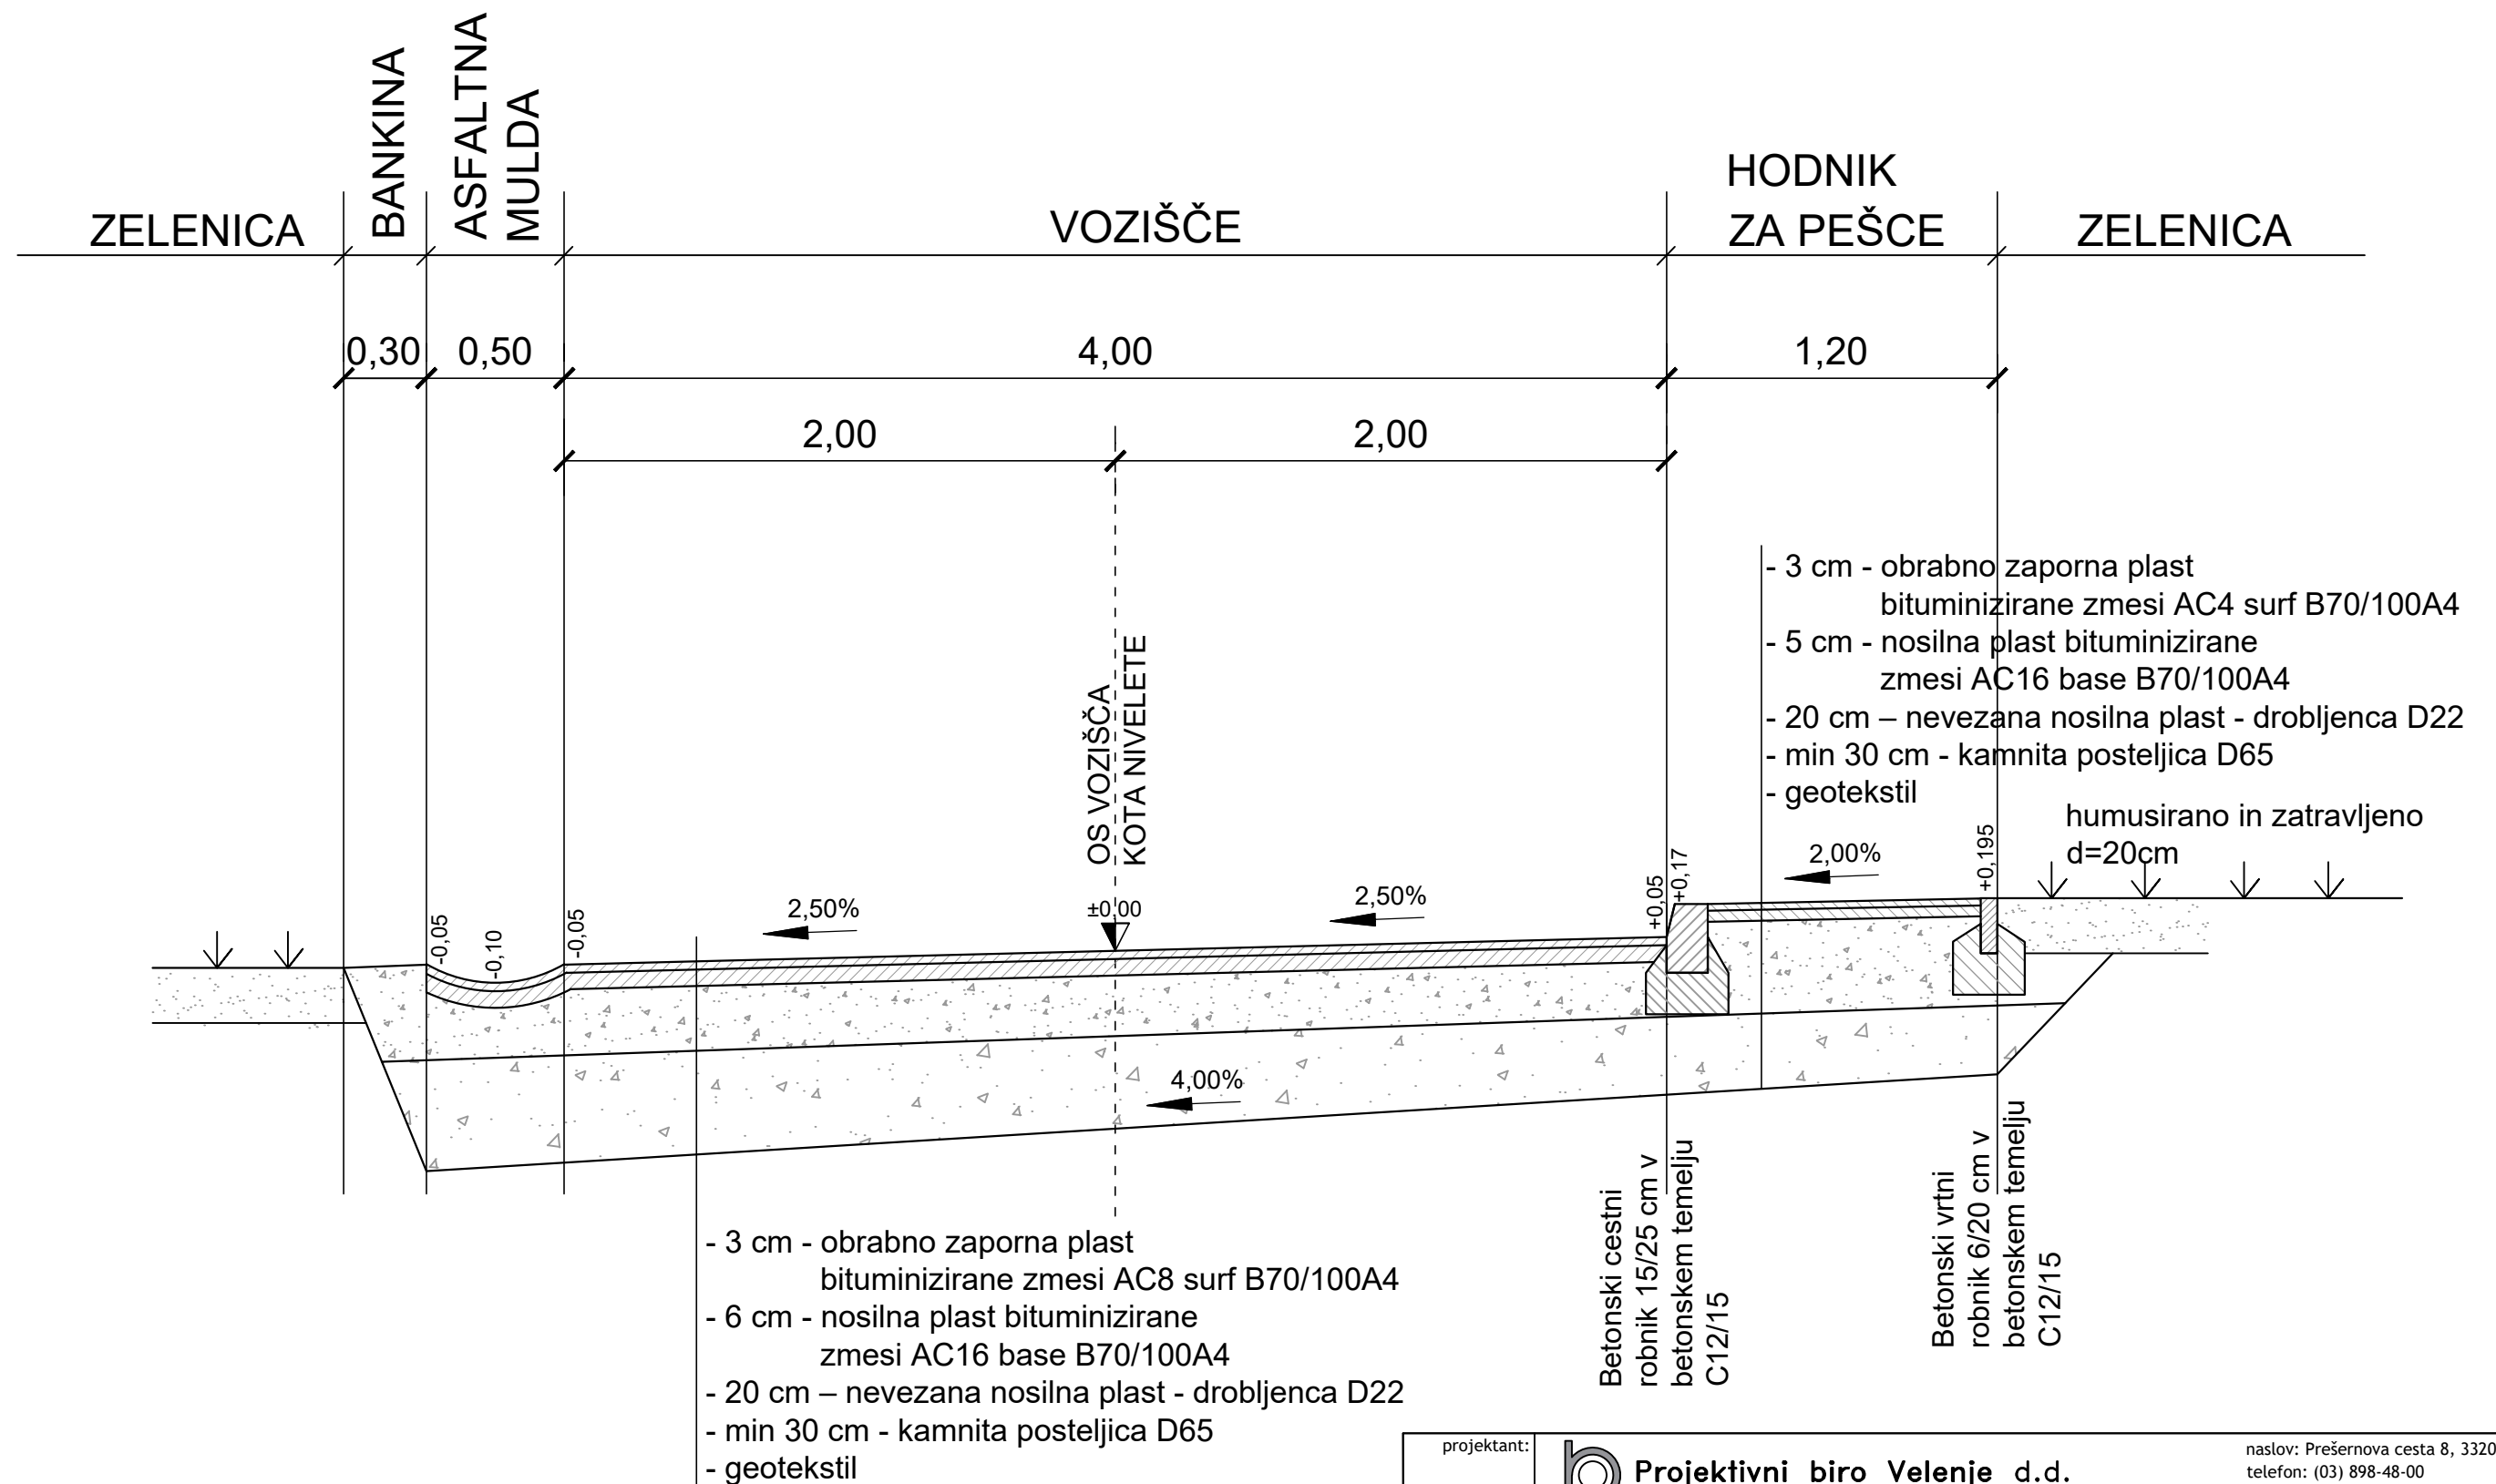 ZELENICA
BANKINA
ASFALTNA
MULDA
VOZIŠČE
HODNIK
ZA PEŠCE
ZELENICA
0,30
0,50
4,00
1,20
2,00
2,00
- 3 cm - obrabno zaporna plast
bituminizirane zmesi AC4 surf B70/100A4
- 5 cm - nosilna plast bituminizirane
zmesi AC16 base B70/100A4
- 20 cm – nevezana nosilna plast - drobljenca D22
- min 30 cm - kamnita posteljica D65
- geotekstil
OS VOZIŠČA
KOTA NIVELETE
humusirano in zatravljeno
d=20cm
-0,05
-0,10
-0,05
2,50%
±0,00
2,50%
+0,05
+0,17
2,00%
+0,195
4,00%
Betonski cestni
robnik 15/25 cm v
betonskem temelju
C12/15
Betonski vrtni
robnik 6/20 cm v
betonskem temelju
C12/15
- 3 cm - obrabno zaporna plast
bituminizirane zmesi AC8 surf B70/100A4
- 6 cm - nosilna plast bituminizirane
zmesi AC16 base B70/100A4
- 20 cm – nevezana nosilna plast - drobljenca D22
- min 30 cm - kamnita posteljica D65
- geotekstil
projektant:
Projektivni biro Velenje d.d.
naslov: Prešernova cesta 8, 3320
telefon: (03) 898-48-00